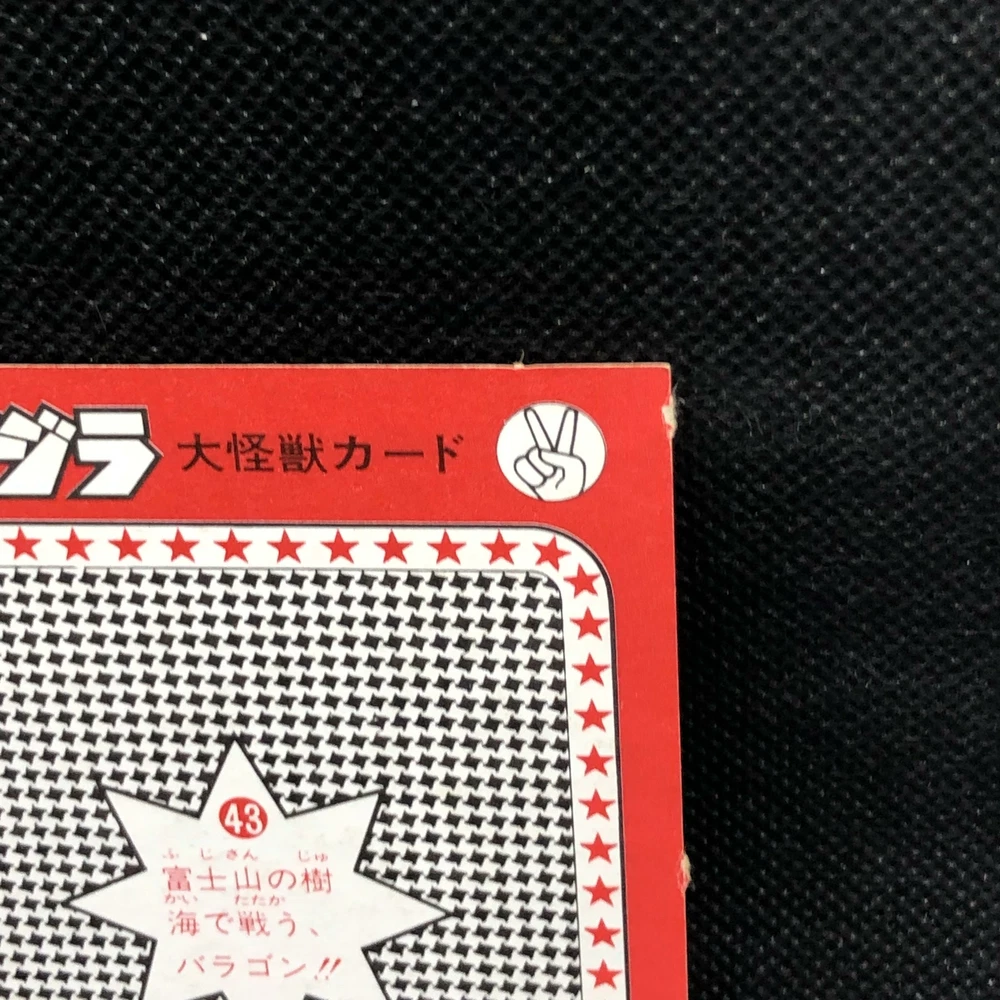 ジラ 大怪獣カード
43
ふじさん じゅ
富士山の樹
かい たたか
海で戦う、
バラゴン!!